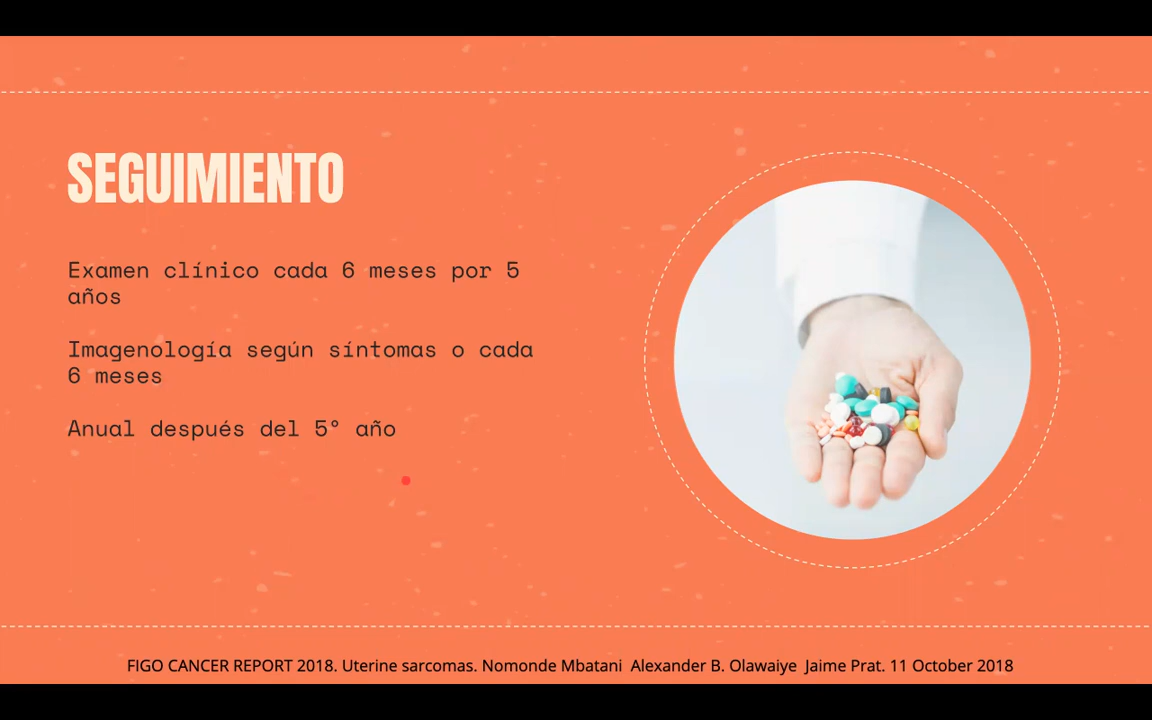 SEGUIMIENTO
Examen clínico cada 6 meses por 5
años
Imagenología según síntomas o cada
6 meses
Anual después del 5° año
FIGO CANCER REPORT 2018. Uterine sarcomas. Nomonde Mbatani  Alexander B. Olawaiye  Jaime Prat. 11 October 2018